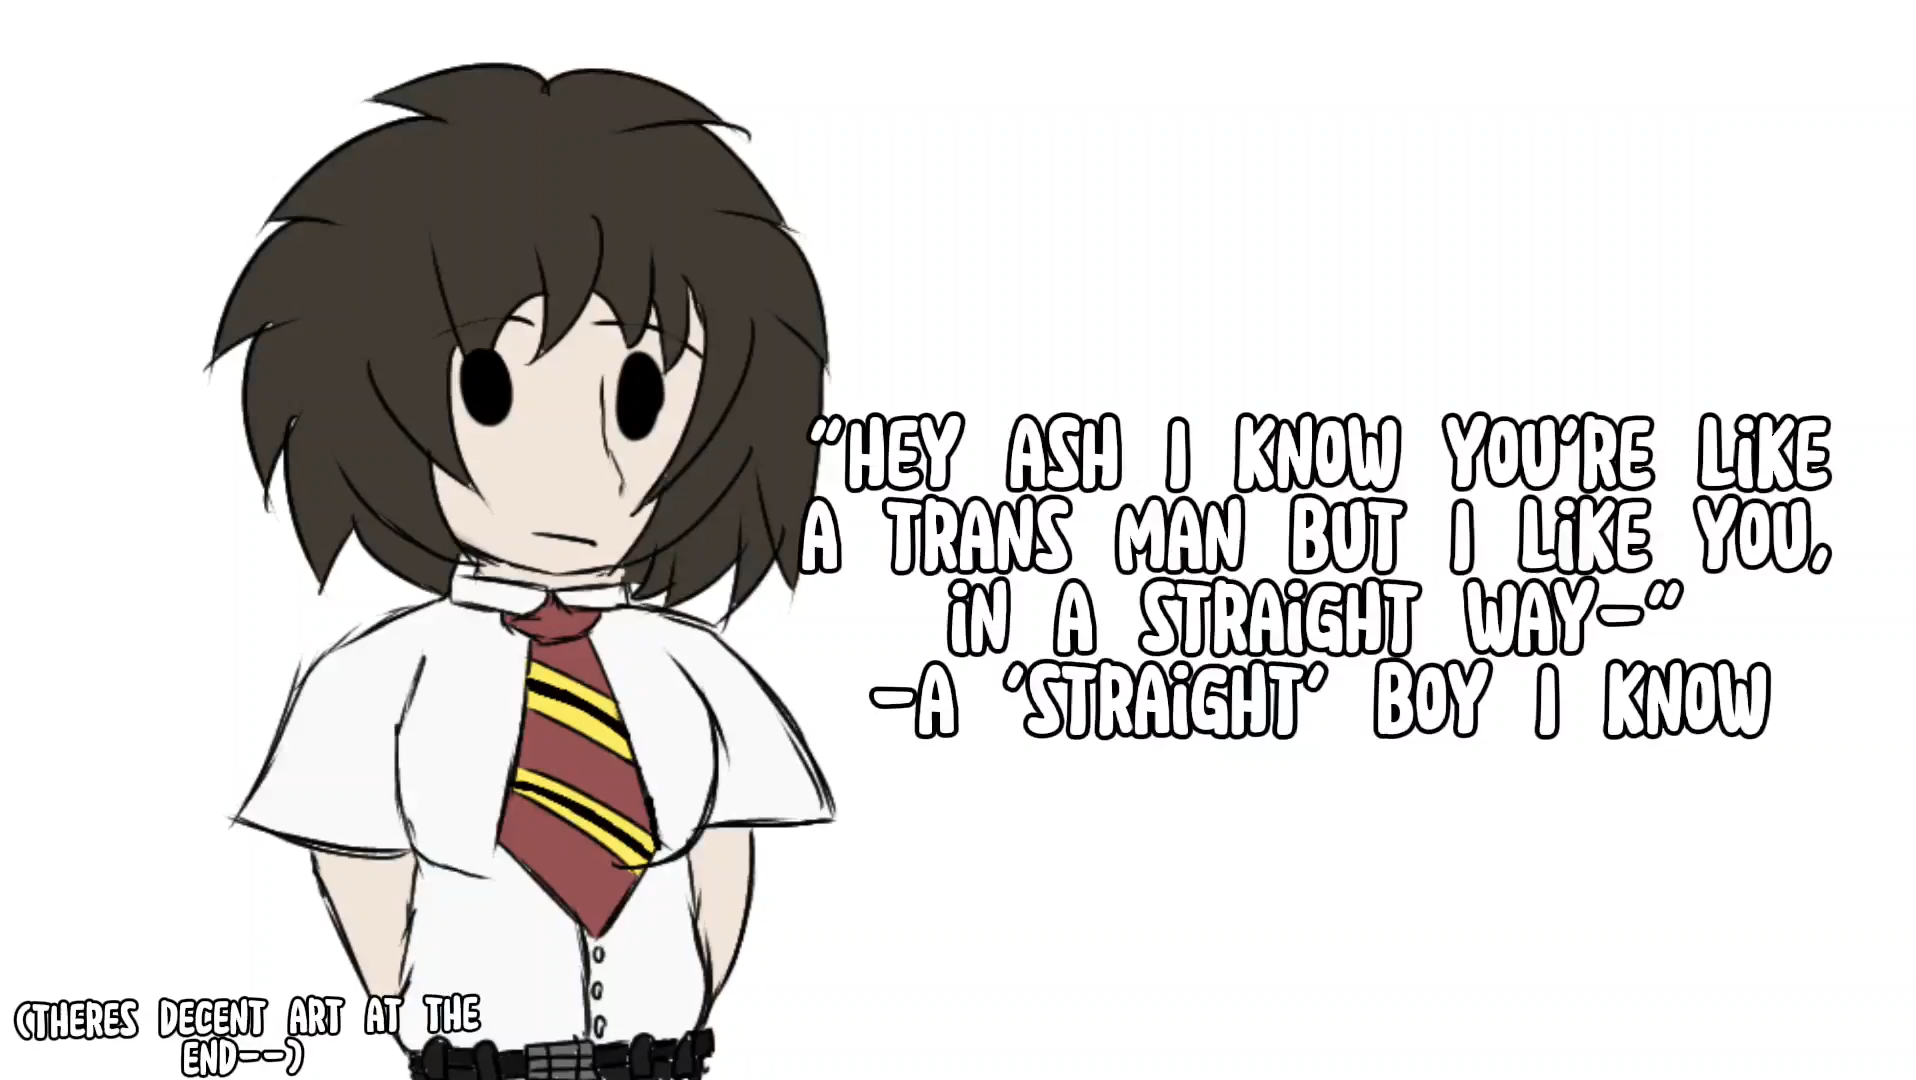 "HEY ASH I KNOW YOU'RE LIKE
A TRANS MAN BUT I LIKE YOU,
IN A STRAIGHT WAY-"
-A 'STRAIGHT' BOY I KNOW
(THERES DECENT ART AT THE
END--)